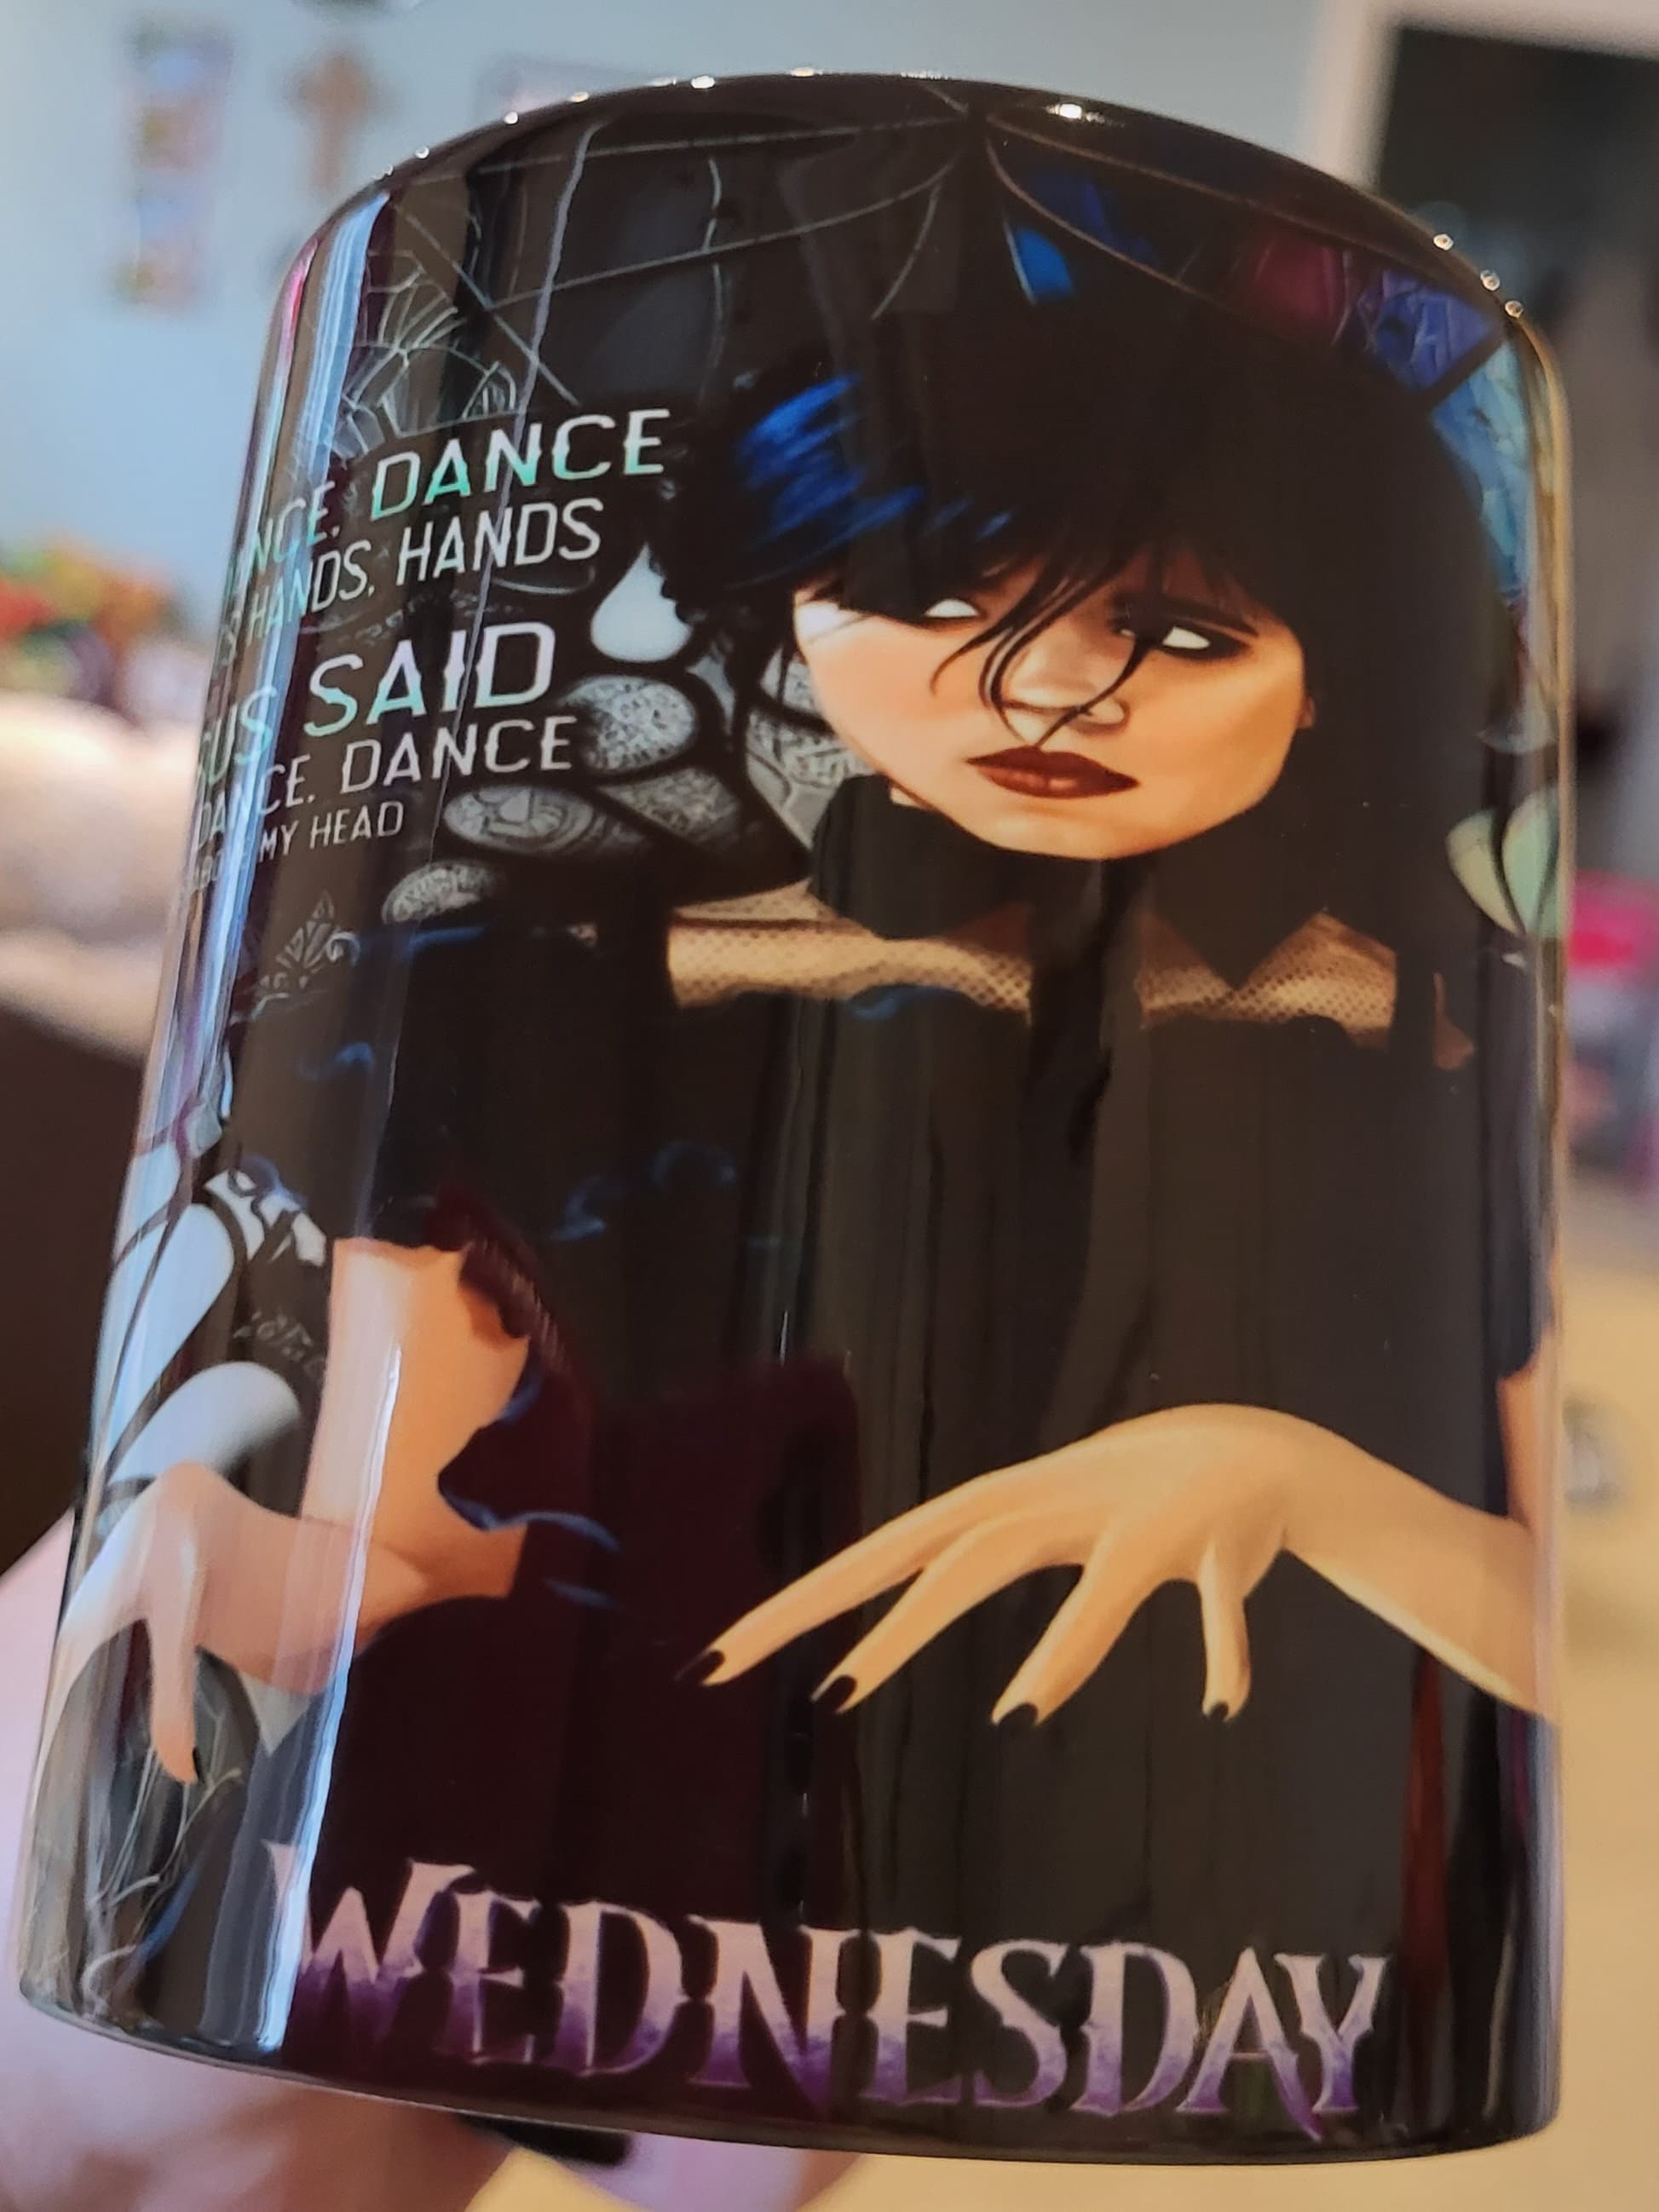 DANCE
HANDS, HANDS
SAID
DANCE
MY HEAD
WEDNESDAY